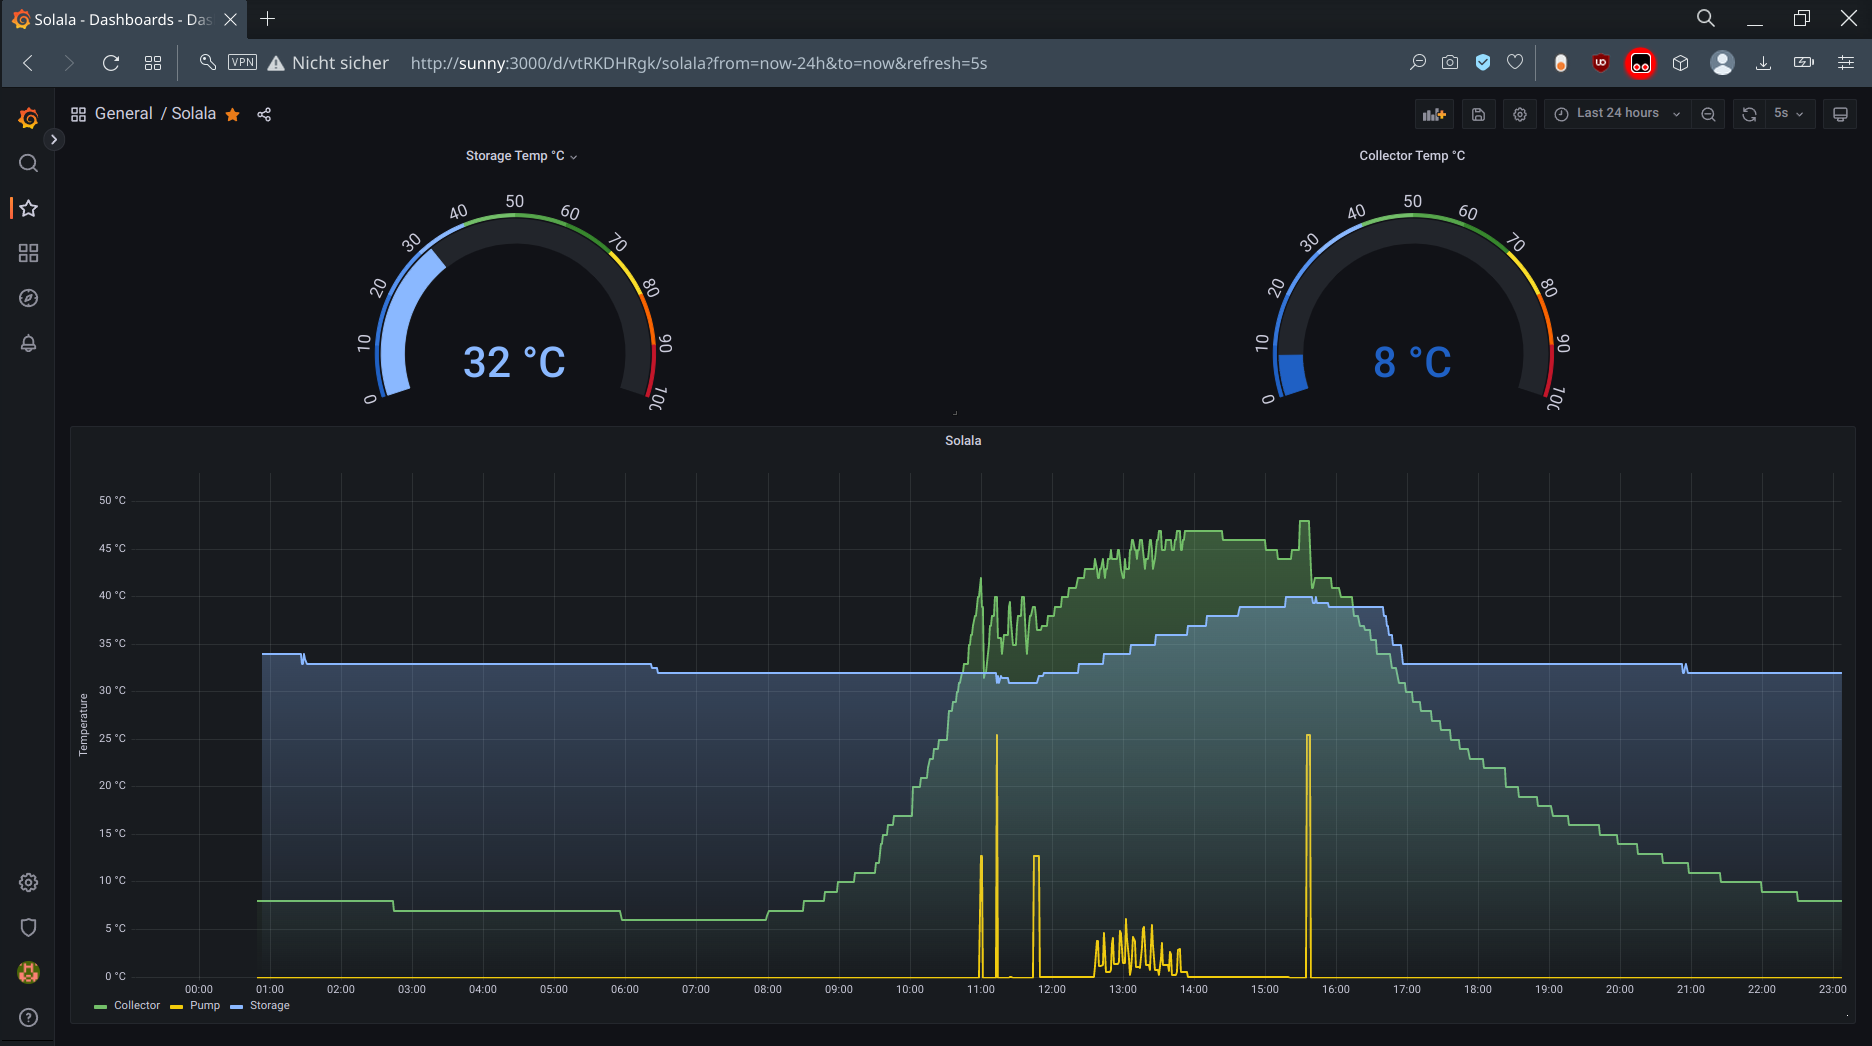 Solala - Dashboards - Das
VPN Nicht sicher http://sunny:3000/d/vtRKDHRgk/solala?from=now-24h&to=now&refresh=5s
General / Solala
Last 24 hours
5s
Storage Temp °C
0 10 20 30 40 50 60 70 80 90 100
32 °C
Collector Temp °C
0 10 20 30 40 50 60 70 80 90 100
8 °C
Solala
50 °C
45 °C
40 °C
35 °C
30 °C
25 °C
20 °C
15 °C
10 °C
5 °C
0 °C
Temperature
00:00 01:00 02:00 03:00 04:00 05:00 06:00 07:00 08:00 09:00 10:00 11:00 12:00 13:00 14:00 15:00 16:00 17:00 18:00 19:00 20:00 21:00 22:00 23:00
Collector Pump Storage